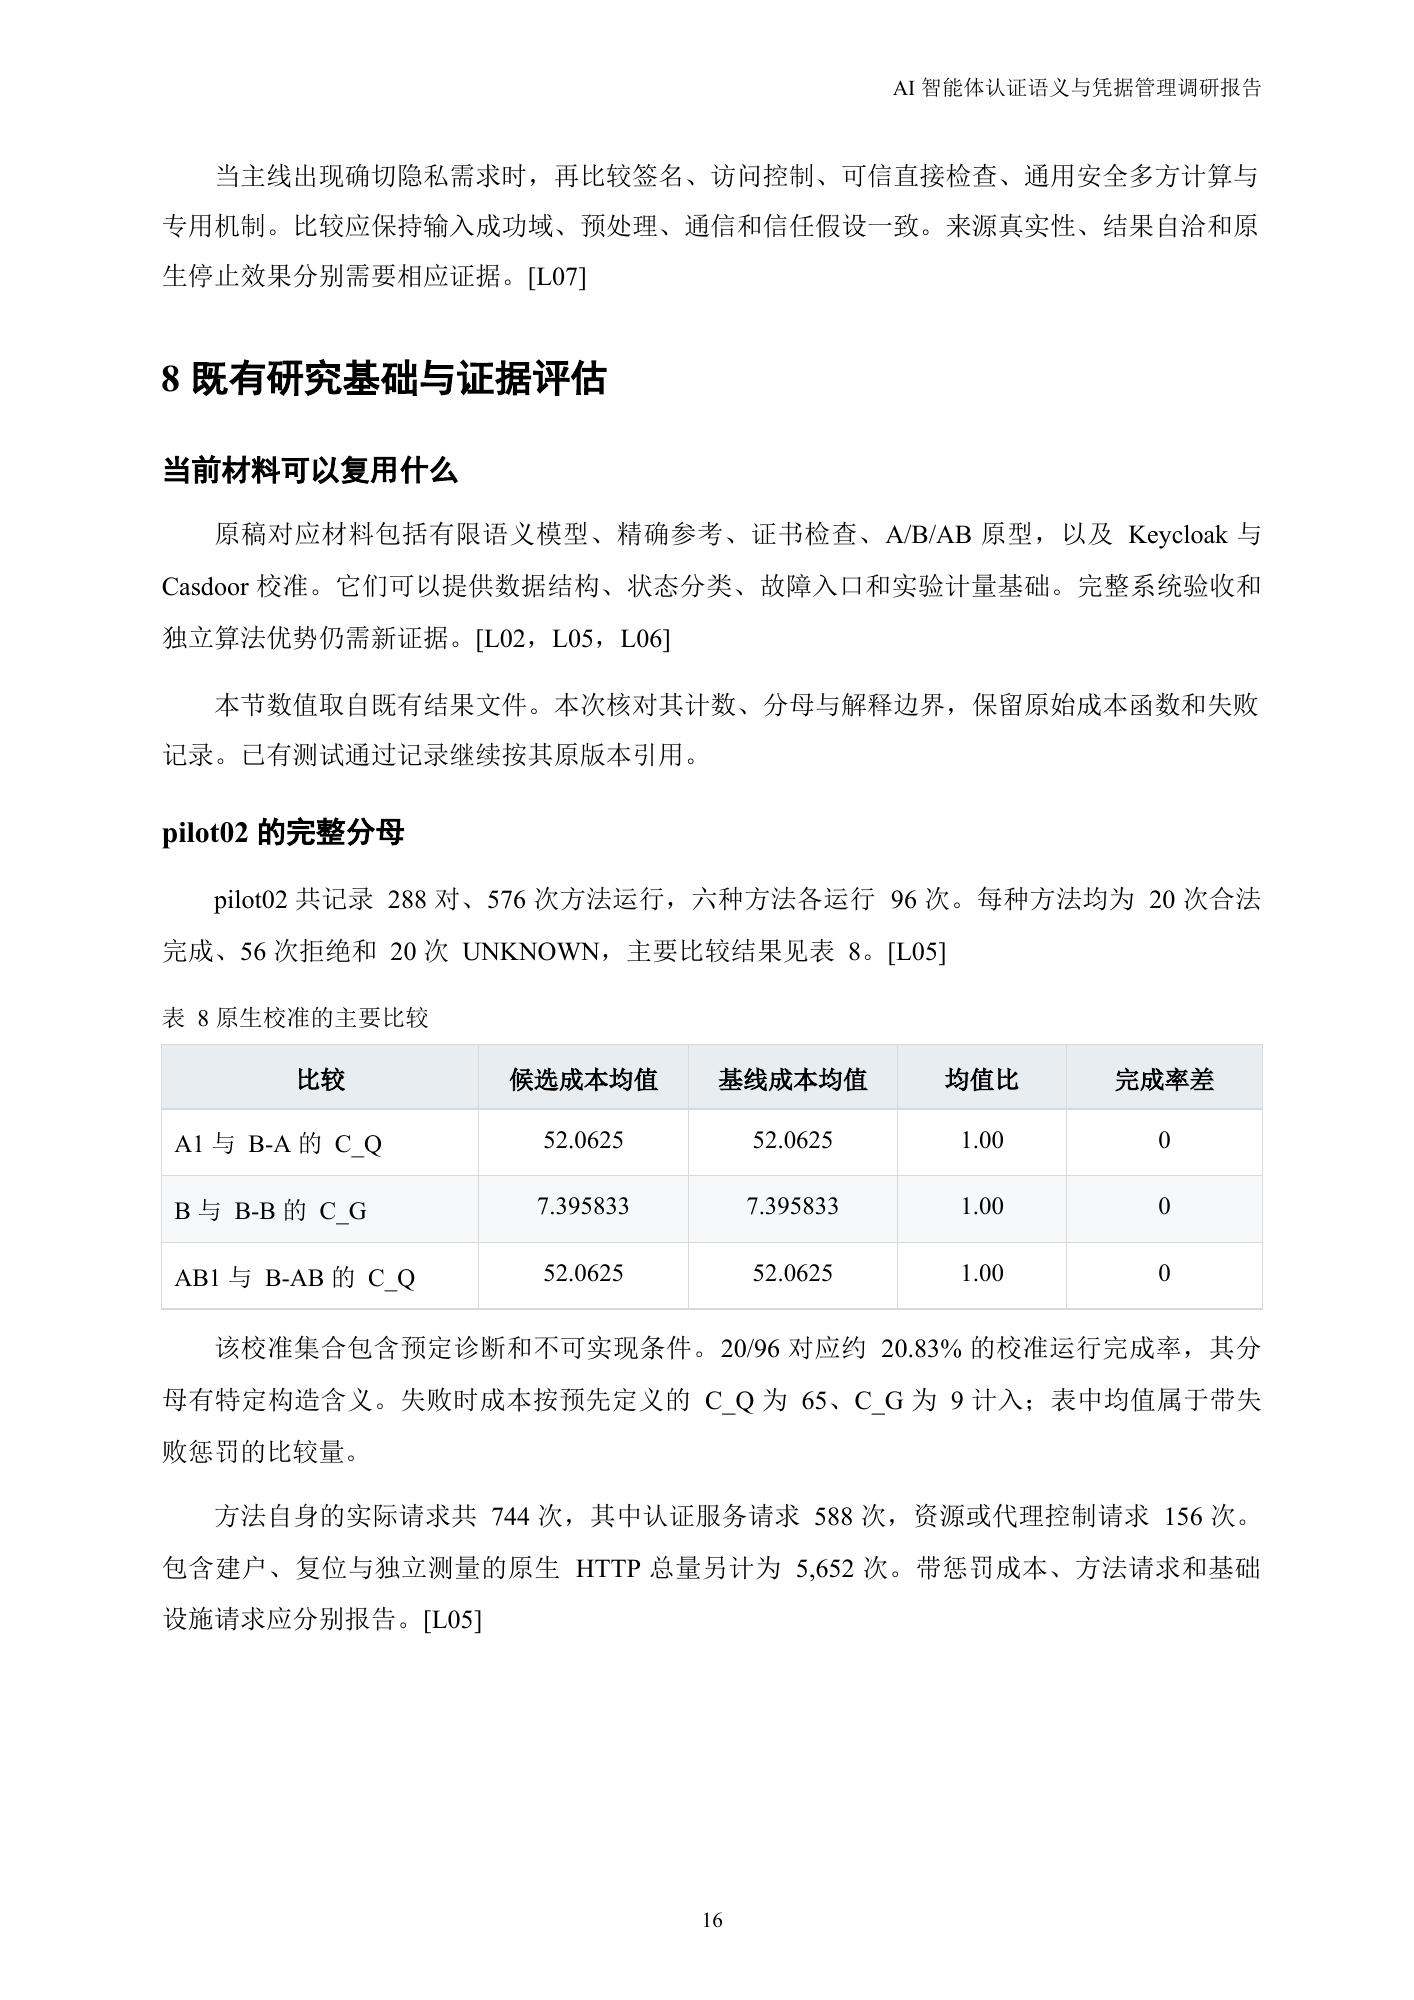 AI 智能体认证语义与凭据管理调研报告
当主线出现确切隐私需求时，再比较签名、访问控制、可信直接检查、通用安全多方计算与
专用机制。比较应保持输入成功域、预处理、通信和信任假设一致。来源真实性、结果自洽和原
生停止效果分别需要相应证据。[L07]
8 既有研究基础与证据评估
当前材料可以复用什么
原稿对应材料包括有限语义模型、精确参考、证书检查、A/B/AB 原型，以及 Keycloak 与
Casdoor 校准。它们可以提供数据结构、状态分类、故障入口和实验计量基础。完整系统验收和
独立算法优势仍需新证据。[L02，L05，L06]
本节数值取自既有结果文件。本次核对其计数、分母与解释边界，保留原始成本函数和失败
记录。已有测试通过记录继续按其原版本引用。
pilot02 的完整分母
pilot02 共记录 288 对、576 次方法运行，六种方法各运行 96 次。每种方法均为 20 次合法
完成、56 次拒绝和 20 次 UNKNOWN，主要比较结果见表 8。[L05]
表 8 原生校准的主要比较
比较 候选成本均值 基线成本均值 均值比 完成率差
A1 与 B-A 的 C_Q 52.0625 52.0625 1.00 0
B 与 B-B 的 C_G 7.395833 7.395833 1.00 0
AB1 与 B-AB 的 C_Q 52.0625 52.0625 1.00 0
该校准集合包含预定诊断和不可实现条件。20/96 对应约 20.83% 的校准运行完成率，其分
母有特定构造含义。失败时成本按预先定义的 C_Q 为 65、C_G 为 9 计入；表中均值属于带失
败惩罚的比较量。
方法自身的实际请求共 744 次，其中认证服务请求 588 次，资源或代理控制请求 156 次。
包含建户、复位与独立测量的原生 HTTP 总量另计为 5,652 次。带惩罚成本、方法请求和基础
设施请求应分别报告。[L05]
16